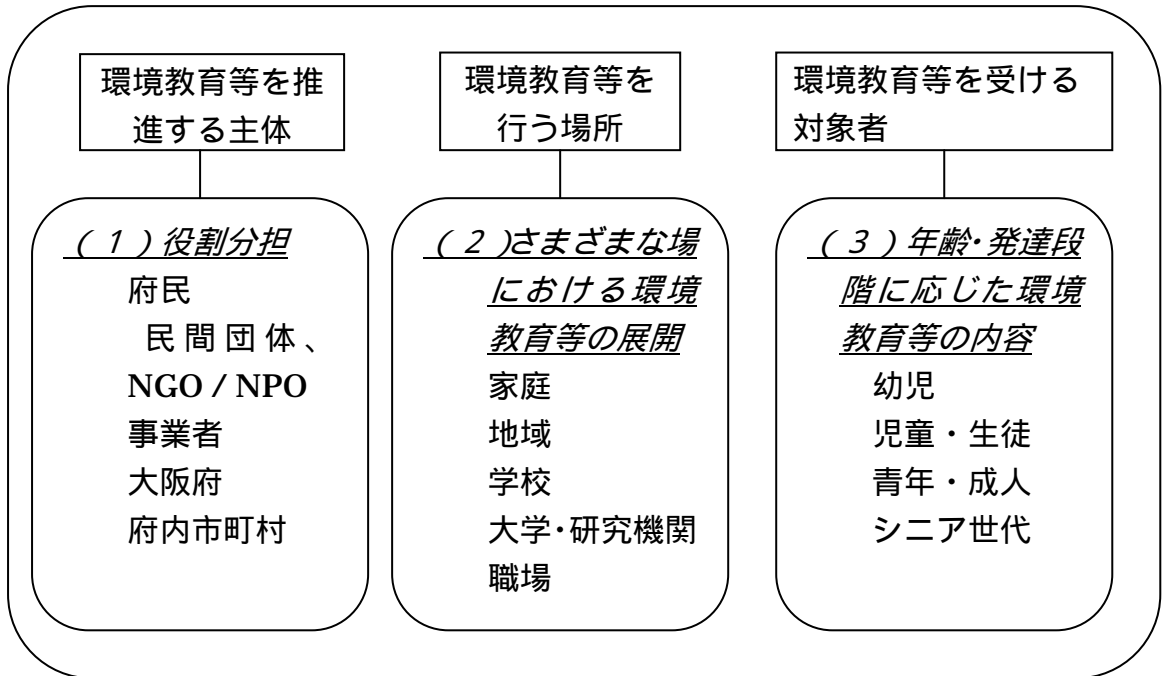 環境教育等を推
進する主体
(1)役割分担
府民
民間団体、
NGO / NPO
事業者
大阪府
府内市町村
環境教育等を
行う場所
(2)さまざまな場
における環境
教育等の展開
家庭
地域
学校
大学・研究機関
職場
環境教育等を受ける
対象者
(3)年齢・発達段
階に応じた環境
教育等の内容
幼児
児童・生徒
青年・成人
シニア世代